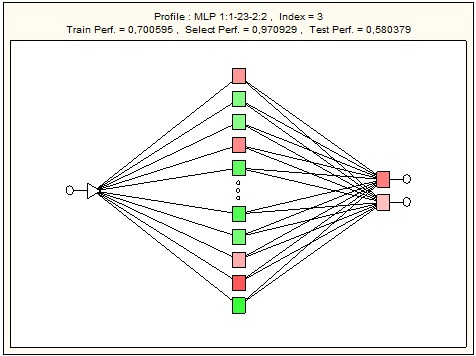 Profile : MLP 1:1-23-2:2 , Index = 3
Train Perf. = 0,700595 , Select Perf. = 0,970929 , Test Perf. = 0,580379